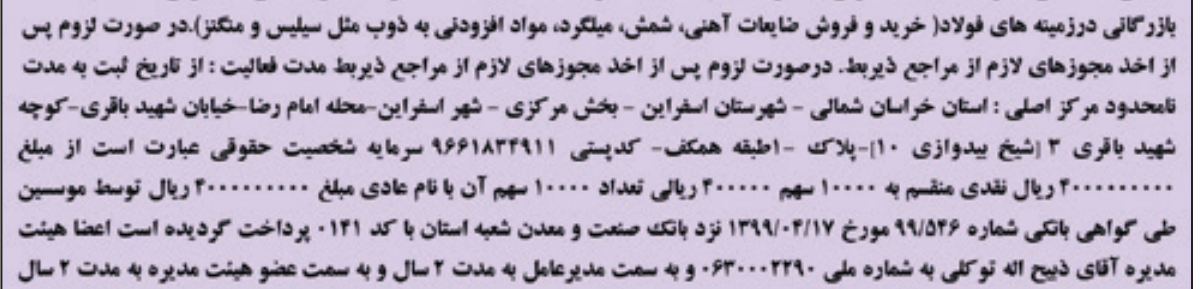 بازرگانی درزمینه های فولاد( خرید و فروش ضایعات آهنی، شمش، میلگرد، مواد افزودنی به ذوب مثل سیلیس و منگنز).در صورت لزوم پس
از اخذ مجوزهای لازم از مراجع ذیربط. درصورت لزوم پس از اخذ مجوزهای لازم از مراجع ذیربط مدت فعالیت : از تاریخ ثبت به مدت
نامحدود مرکز اصلی : استان خراسان شمالی - شهرستان اسفراین - بخش مرکزی - شهر اسفراین-محله امام رضا-خیابان شهید باقری-کوچه
شهید باقری ۳ [شیخ بیدوازی ۱۰]-پلاک -۱طبقه همکف- کدپستی ۹۶۶۱۸۳۴۹۱۱ سرمایه شخصیت حقوقی عبارت است از مبلغ
۴۰۰۰۰۰۰۰۰۰ ریال نقدی منقسم به ۱۰۰۰۰ سهم ۴۰۰۰۰۰ ریالی تعداد ۱۰۰۰۰ سهم آن با نام عادی مبلغ ۴۰۰۰۰۰۰۰۰۰ ریال توسط موسسین
طی گواهی بانکی شماره ۹۹/۵۴۶ مورخ ۱۳۹۹/۰۴/۱۷ نزد بانک صنعت و معدن شعبه استان با کد ۰۱۴۱ پرداخت گردیده است اعضا هیئت
مدیره آقای ذبیح اله توکلی به شماره ملی ۰۶۳۰۰۰۲۲۹۰ و به سمت مدیرعامل به مدت ۲ سال و به سمت عضو هیئت مدیره به مدت ۲ سال